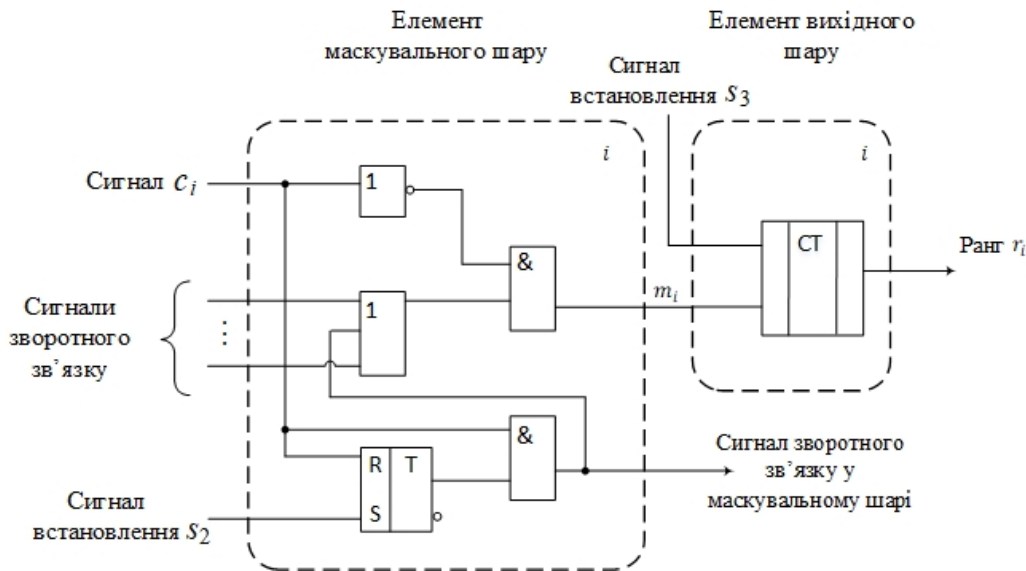 Елемент
маскувального шару
Елемент вихідного
шару
Сигнал
встановлення s3
i
i
Сигнал ci
1
&
CT
Ранг ri
mi
Сигнали
зворотного
зв'язку
⋮
1
&
R T
S
Сигнал зворотного
зв'язку у
маскувальному шарі
Сигнал
встановлення s2